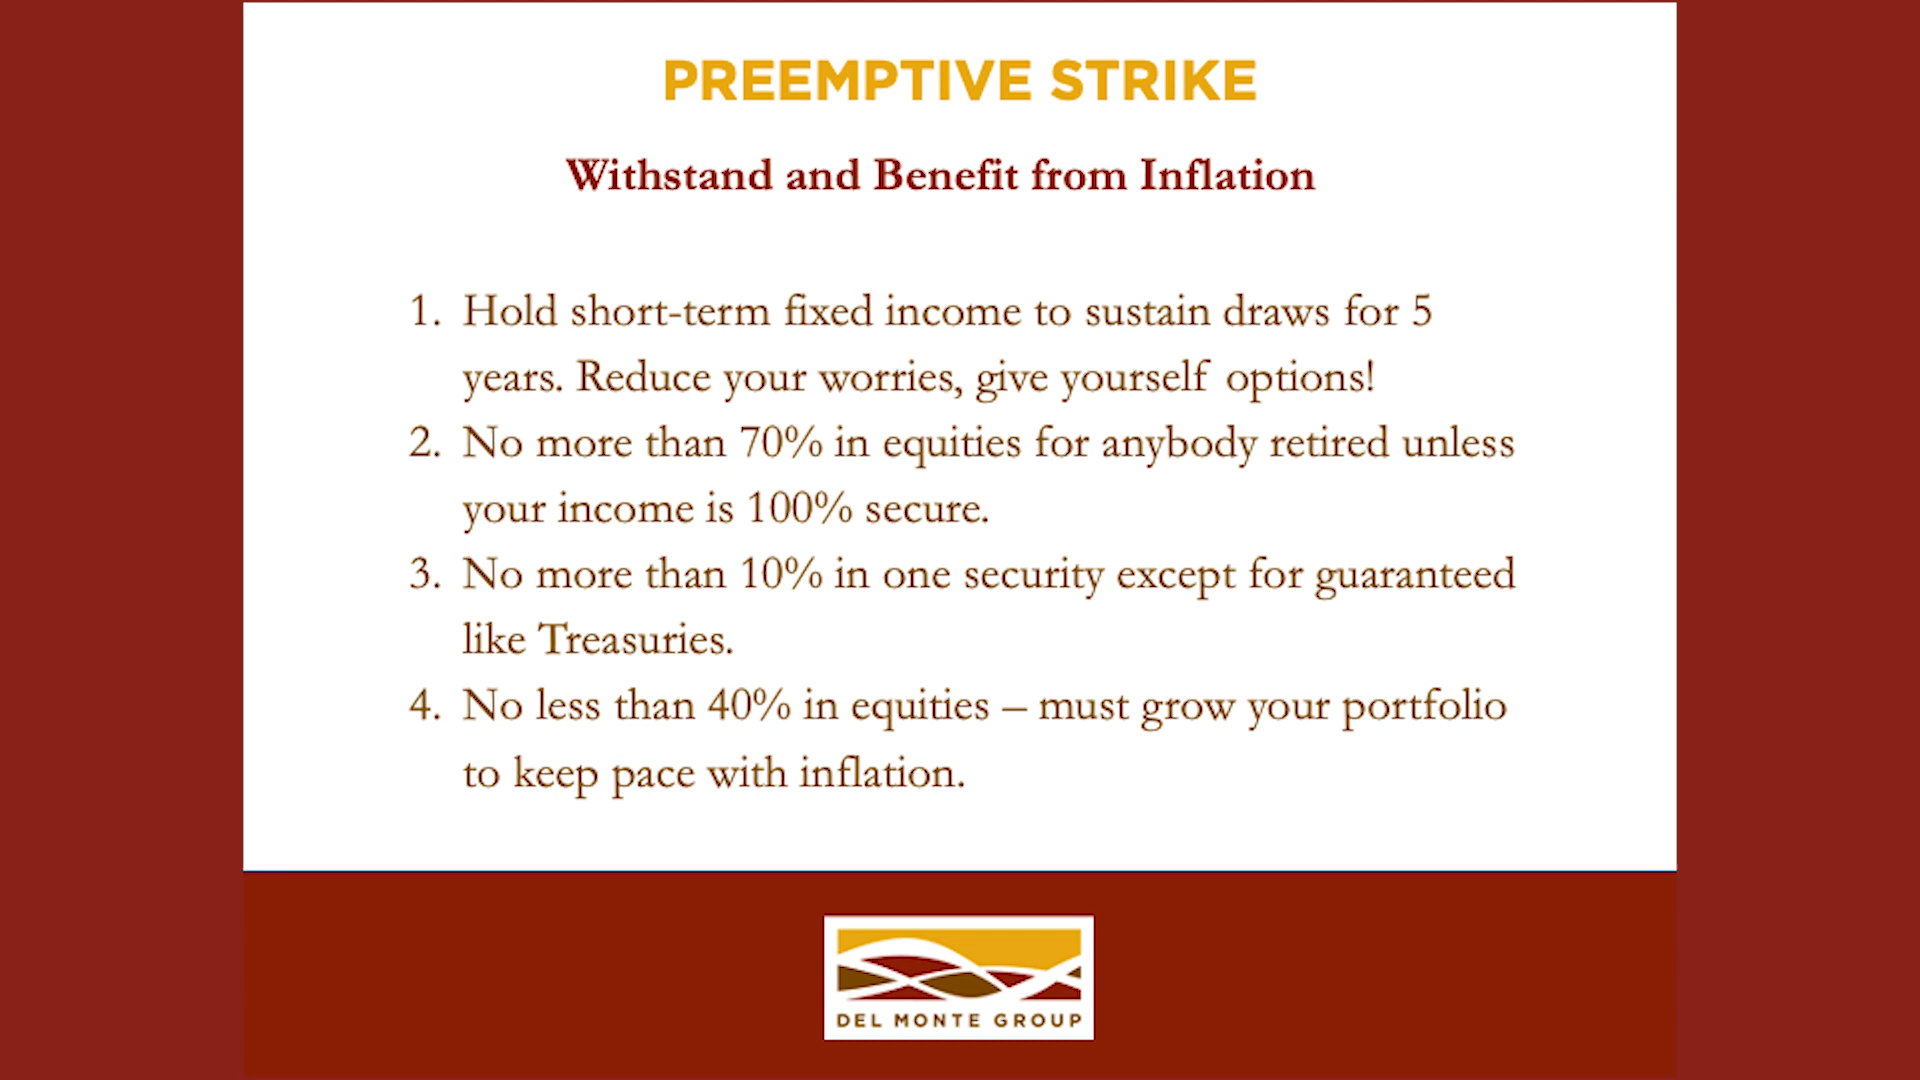 PREEMPTIVE STRIKE
Withstand and Benefit from Inflation
1. Hold short-term fixed income to sustain draws for 5
years. Reduce your worries, give yourself options!
2. No more than 70% in equities for anybody retired unless
your income is 100% secure.
3. No more than 10% in one security except for guaranteed
like Treasuries.
4. No less than 40% in equities – must grow your portfolio
to keep pace with inflation.
DEL MONTE GROUP